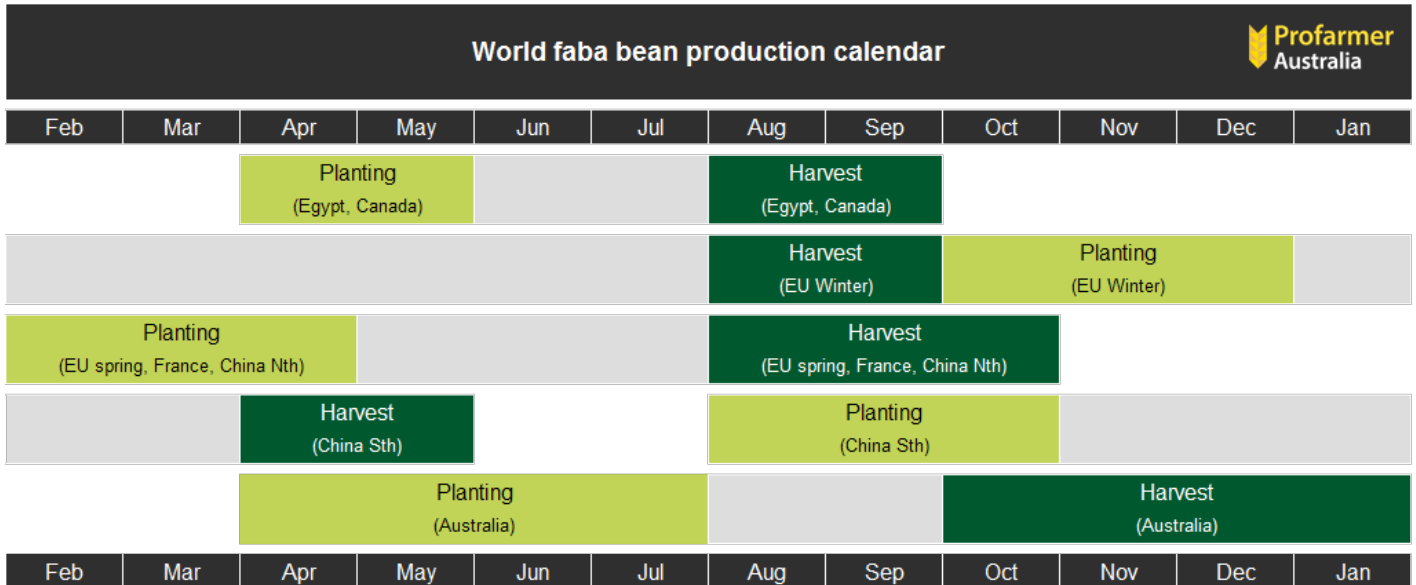 World faba bean production calendar
Profarmer
Australia
Feb Mar Apr May Jun Jul Aug Sep Oct Nov Dec Jan
Planting Harvest
(Egypt, Canada) (Egypt, Canada)
Harvest Planting
(EU Winter) (EU Winter)
Planting Harvest
(EU spring, France, China Nth) (EU spring, France, China Nth)
Harvest Planting
(China Sth) (China Sth)
Planting Harvest
(Australia) (Australia)
Feb Mar Apr May Jun Jul Aug Sep Oct Nov Dec Jan